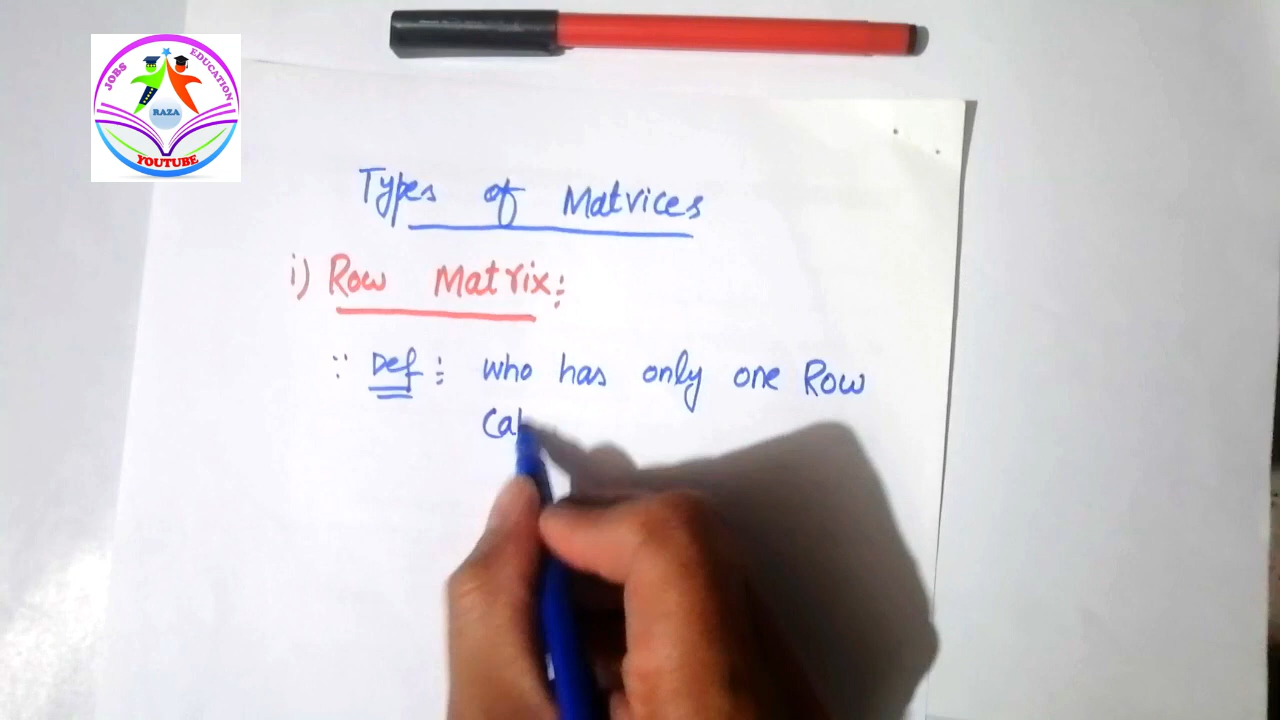 JOBS
EDUCATION
RAZA
YOUTUBE
Types of Matrices
i) Row Matrix:
∵ Def: who has only one Row